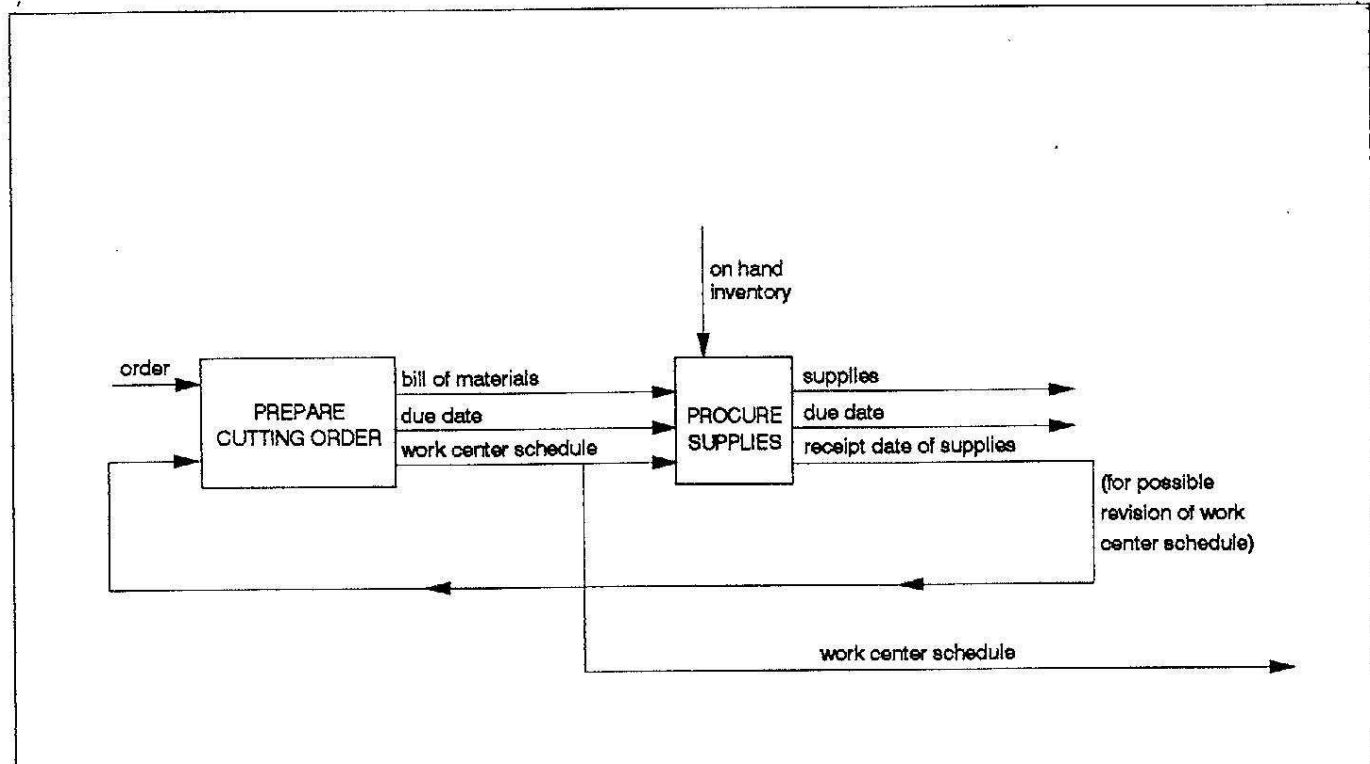 on hand
inventory
order
PREPARE
CUTTING ORDER
bill of materials
due date
work center schedule
PROCURE
SUPPLIES
supplies
due date
receipt date of supplies
(for possible
revision of work
center schedule)
work center schedule